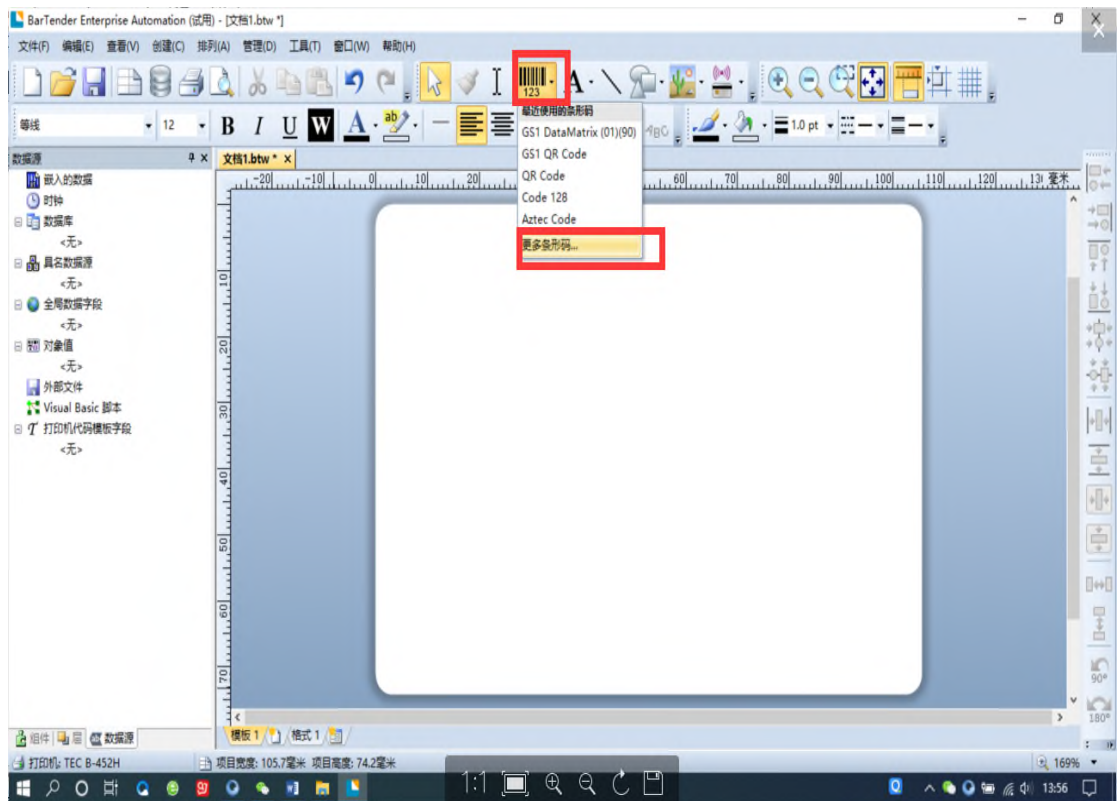 BarTender Enterprise Automation (试用) - [文档1.btw *]
文件(F) 编辑(E) 查看(V) 创建(C) 排列(A) 管理(D) 工具(T) 窗口(W) 帮助(H)
123
A
等线 12 B I U W A ab 1.0 pt
最近使用的条形码
GS1 DataMatrix (01)(90)
GS1 QR Code
QR Code
Code 128
Aztec Code
更多条形码...
数据源
文档1.btw *
嵌入的数据
时钟
数据库
<无>
具名数据源
<无>
全局数据字段
<无>
对象值
<无>
外部文件
Visual Basic 脚本
打印机代码模板字段
<无>
-20 -10 0 10 20 60 70 80 90 100 110 120 毫米
10
20
30
40
50
60
70
90°
180°
组件 层 数据源
模板 1 格式 1
打印机: TEC B-452H 项目宽度: 105.7毫米 项目高度: 74.2毫米 169%
1:1
13:56